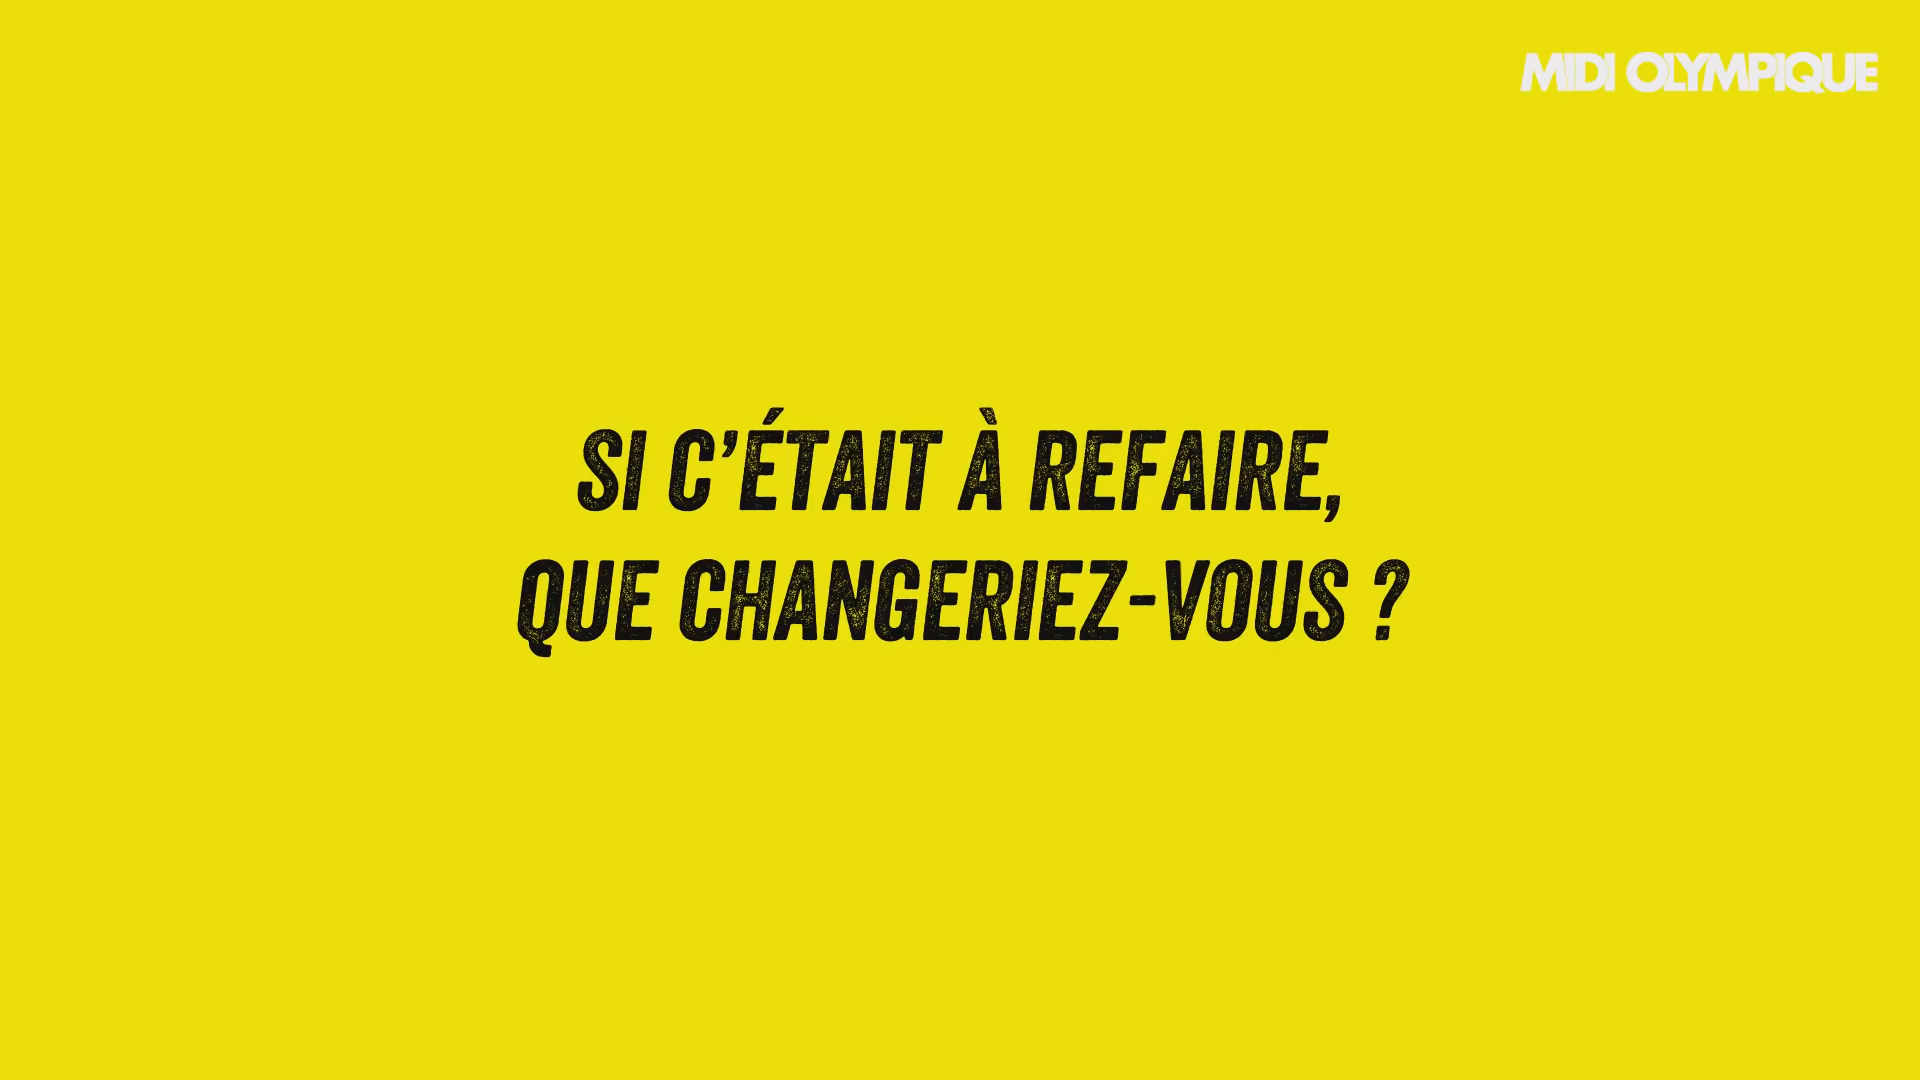 MIDI OLYMPIQUE
SI C’ÉTAIT À REFAIRE,
QUE CHANGERIEZ-VOUS ?